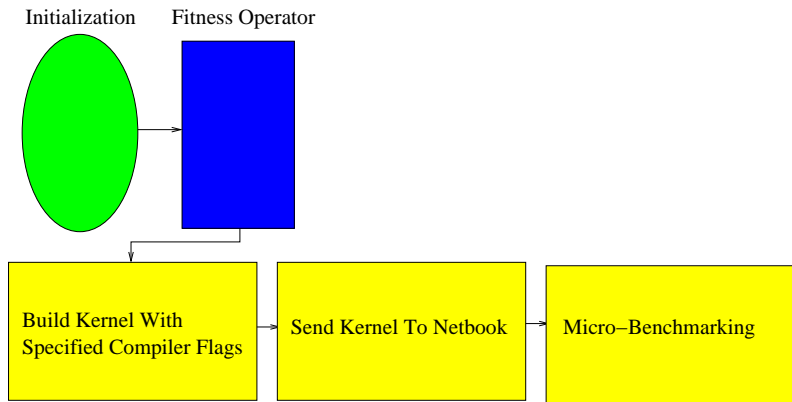 Initialization
Fitness Operator
Build Kernel With
Specified Compiler Flags
Send Kernel To Netbook
Micro−Benchmarking